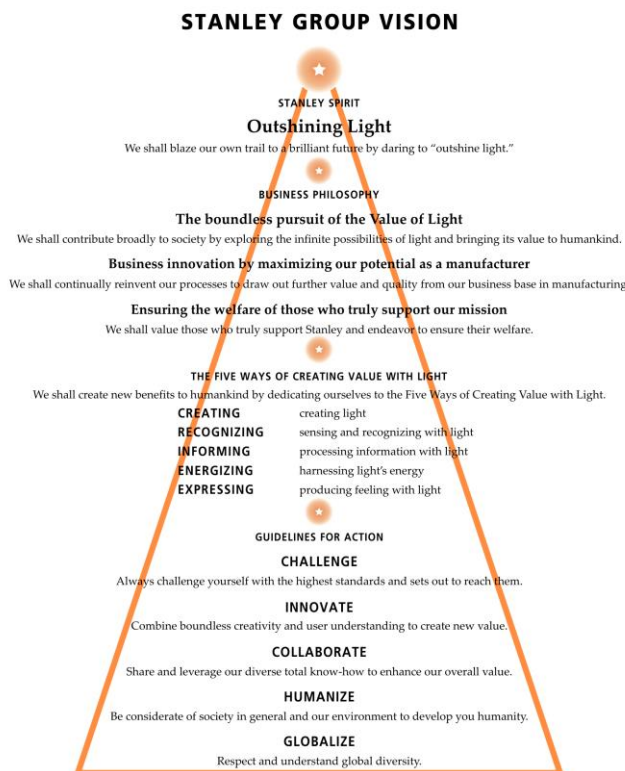 STANLEY GROUP VISION
STANLEY SPIRIT
Outshining Light
We shall blaze our own trail to a brilliant future by daring to “outshine light.”
BUSINESS PHILOSOPHY
The boundless pursuit of the Value of Light
We shall contribute broadly to society by exploring the infinite possibilities of light and bringing its value to humankind.
Business innovation by maximizing our potential as a manufacturer
We shall continually reinvent our processes to draw out further value and quality from our business base in manufacturing
Ensuring the welfare of those who truly support our mission
We shall value those who truly support Stanley and endeavor to ensure their welfare.
THE FIVE WAYS OF CREATING VALUE WITH LIGHT
We shall create new benefits to humankind by dedicating ourselves to the Five Ways of Creating Value with Light.
CREATING creating light
RECOGNIZING sensing and recognizing with light
INFORMING processing information with light
ENERGIZING harnessing light’s energy
EXPRESSING producing feeling with light
GUIDELINES FOR ACTION
CHALLENGE
Always challenge yourself with the highest standards and sets out to reach them.
INNOVATE
Combine boundless creativity and user understanding to create new value.
COLLABORATE
Share and leverage our diverse total know-how to enhance our overall value.
HUMANIZE
Be considerate of society in general and our environment to develop you humanity.
GLOBALIZE
Respect and understand global diversity.